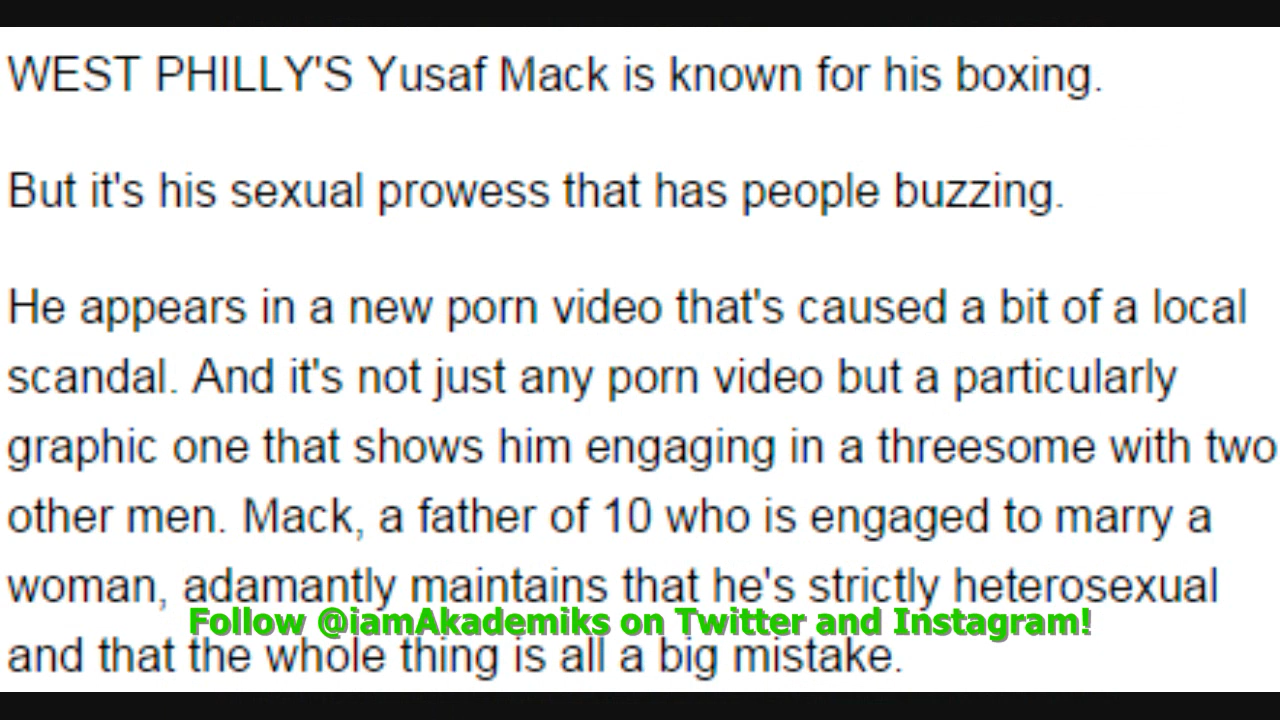 WEST PHILLY'S Yusaf Mack is known for his boxing.
But it's his sexual prowess that has people buzzing.
He appears in a new porn video that's caused a bit of a local
scandal. And it's not just any porn video but a particularly
graphic one that shows him engaging in a threesome with two
other men. Mack, a father of 10 who is engaged to marry a
woman, adamantly maintains that he's strictly heterosexual
Follow @iamAkademiks on Twitter and Instagram!
and that the whole thing is all a big mistake.